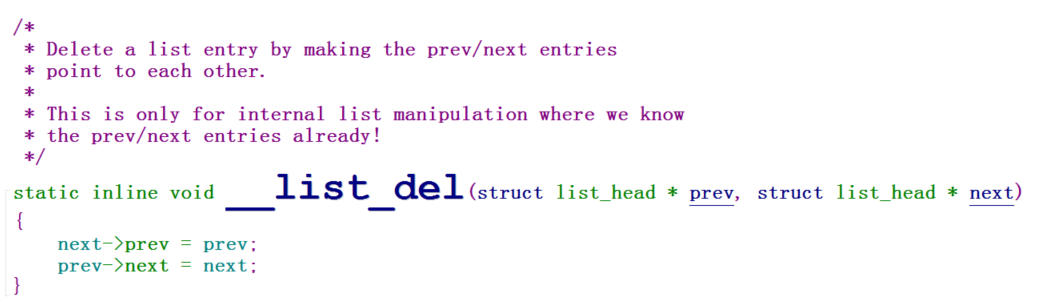 /*
 * Delete a list entry by making the prev/next entries
 * point to each other.
 *
 * This is only for internal list manipulation where we know
 * the prev/next entries already!
 */
static inline void __list_del(struct list_head * prev, struct list_head * next)
{
    next->prev = prev;
    prev->next = next;
}